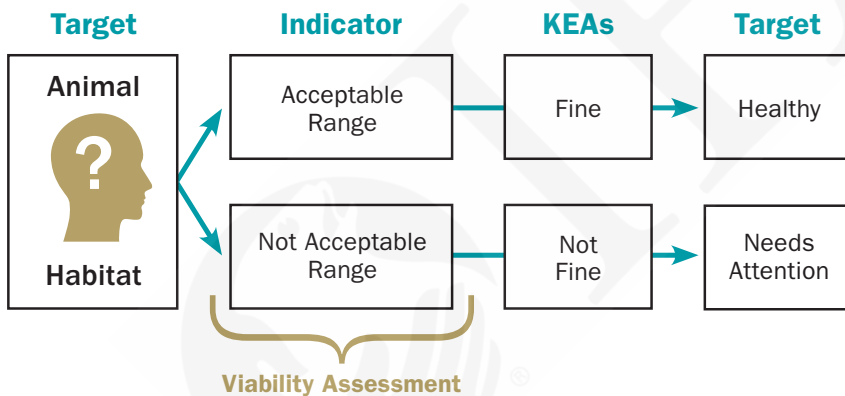 Target Indicator KEAs Target
Animal
?
Habitat
Acceptable
Range
Fine
Healthy
Not Acceptable
Range
Not
Fine
Needs
Attention
Viability Assessment
®